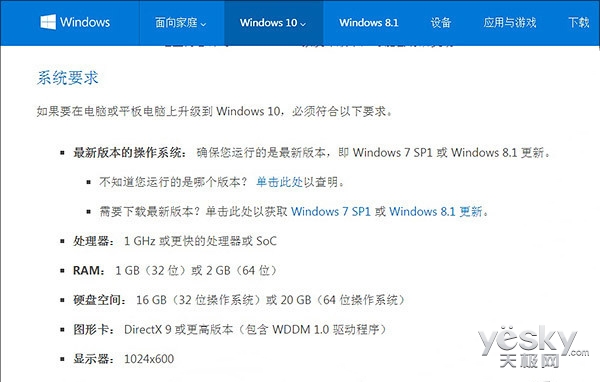 Windows 面向家庭 Windows 10 Windows 8.1 设备 应用与游戏 下载
系统要求
如果要在电脑或平板电脑上升级到 Windows 10，必须符合以下要求。
最新版本的操作系统： 确保您运行的是最新版本，即 Windows 7 SP1 或 Windows 8.1 更新。
不知道您运行的是哪个版本？ 单击此处以查明。
需要下载最新版本？单击此处以获取 Windows 7 SP1 或 Windows 8.1 更新。
处理器： 1 GHz 或更快的处理器或 SoC
RAM： 1 GB（32 位）或 2 GB（64 位）
硬盘空间： 16 GB（32 位操作系统）或 20 GB（64 位操作系统）
图形卡： DirectX 9 或更高版本（包含 WDDM 1.0 驱动程序）
显示器： 1024x600
yësky.com
天极网